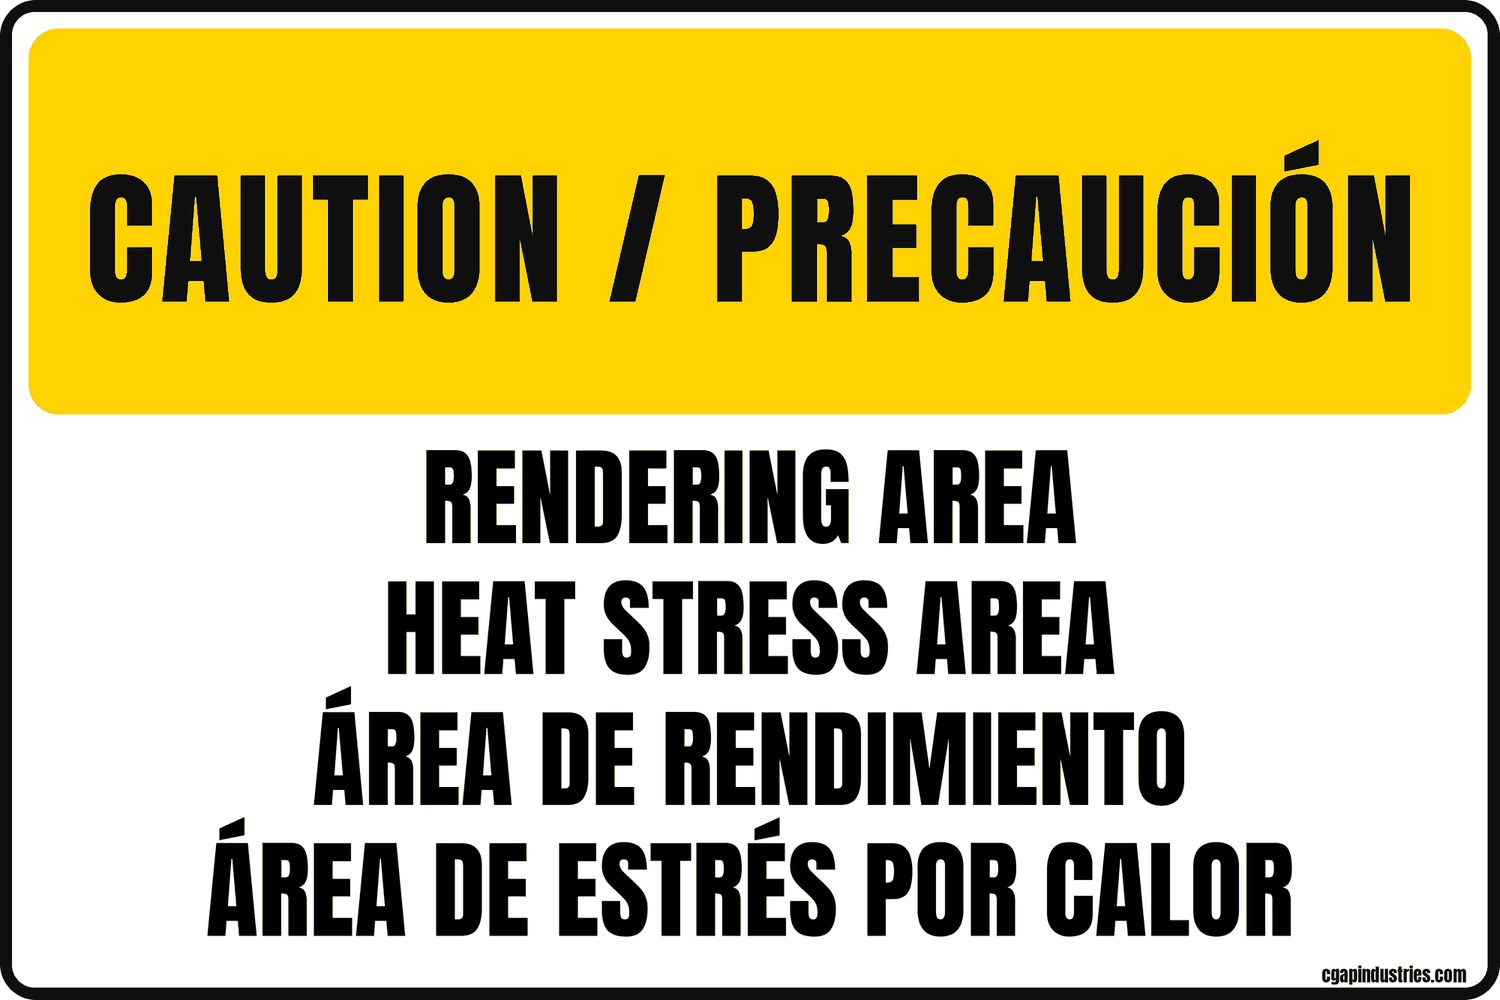 CAUTION / PRECAUCIÓN
RENDERING AREA
HEAT STRESS AREA
ÁREA DE RENDIMIENTO
ÁREA DE ESTRÉS POR CALOR
cgapindustries.com